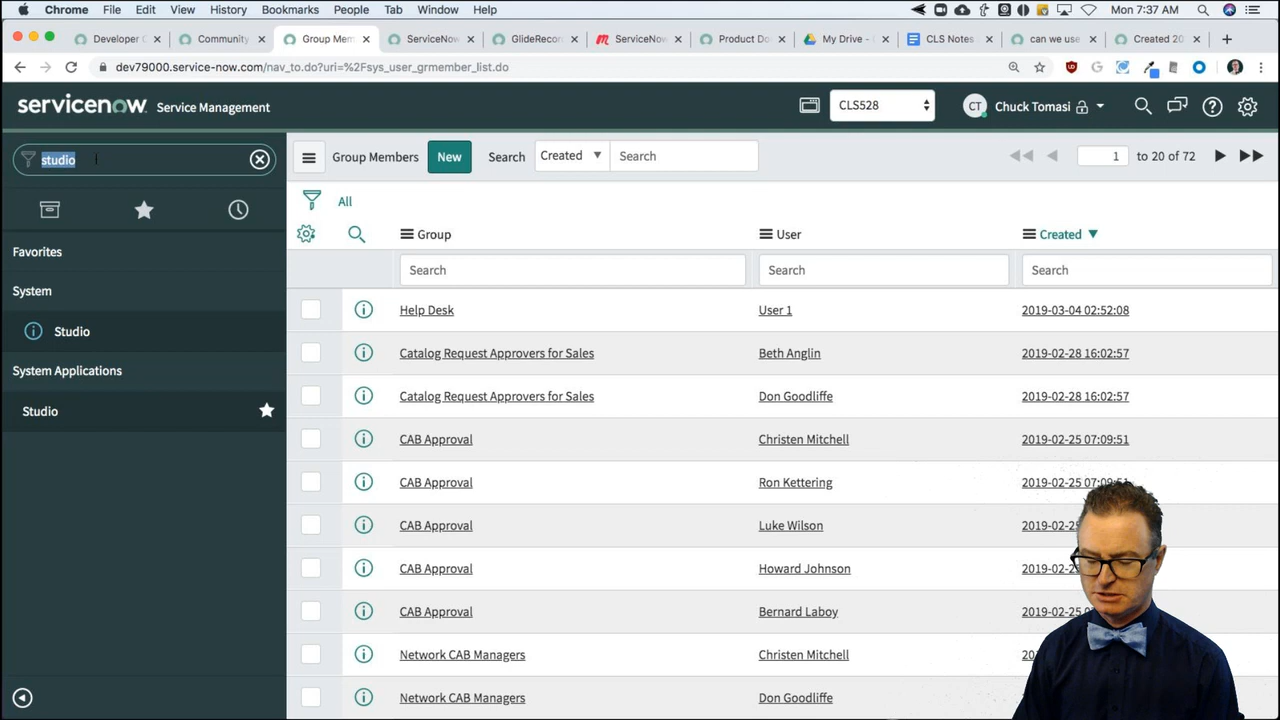 Chrome File Edit View History Bookmarks People Tab Window Help Mon 7:37 AM
Developer C Community Group Mem ServiceNow GlideRecor ServiceNow Product Do My Drive - CLS Notes can we use Created 20
dev79000.service-now.com/nav_to.do?uri=%2Fsys_user_grmember_list.do
servicenow Service Management CLS528 CT Chuck Tomasi
studio
Group Members New Search Created Search 1 to 20 of 72
All
Favorites
System
Studio
System Applications
Studio
Group User Created
Search Search Search
Help Desk User 1 2019-03-04 02:52:08
Catalog Request Approvers for Sales Beth Anglin 2019-02-28 16:02:57
Catalog Request Approvers for Sales Don Goodliffe 2019-02-28 16:02:57
CAB Approval Christen Mitchell 2019-02-25 07:09:51
CAB Approval Ron Kettering 2019-02-25 07:09:51
CAB Approval Luke Wilson
CAB Approval Howard Johnson
CAB Approval Bernard Laboy
Network CAB Managers Christen Mitchell
Network CAB Managers Don Goodliffe